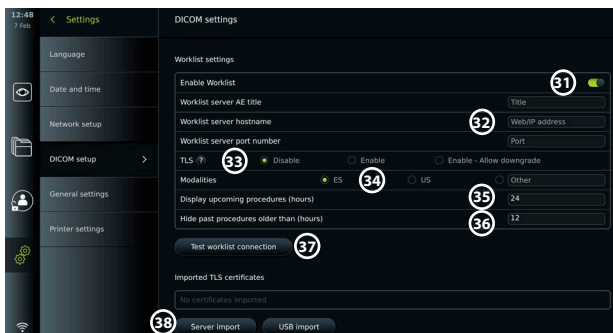 12:48
7 Feb
< Settings
DICOM settings
Language
Date and time
Network setup
DICOM setup >
General settings
Printer settings
Worklist settings
Enable Worklist 31
Worklist server AE title Title
Worklist server hostname 32 Web/IP address
Worklist server port number Port
TLS ? 33 Disable Enable Enable - Allow downgrade
Modalities ES 34 US Other
Display upcoming procedures (hours) 35 24
Hide past procedures older than (hours) 36 12
Test worklist connection 37
Imported TLS certificates
No certificates imported
38 Server import USB import